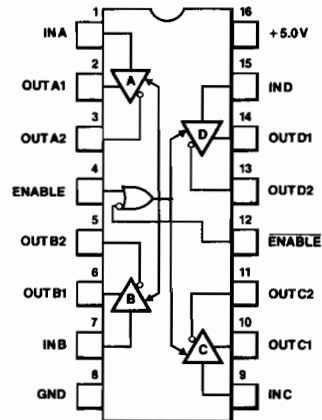 1
INA
2
OUTA1
3
OUTA2
4
ENABLE
5
OUTB2
6
OUTB1
7
INB
8
GND
A
B
D
C
16
+5.0V
15
IND
14
OUTD1
13
OUTD2
12
ENABLE
11
OUTC2
10
OUTC1
9
INC